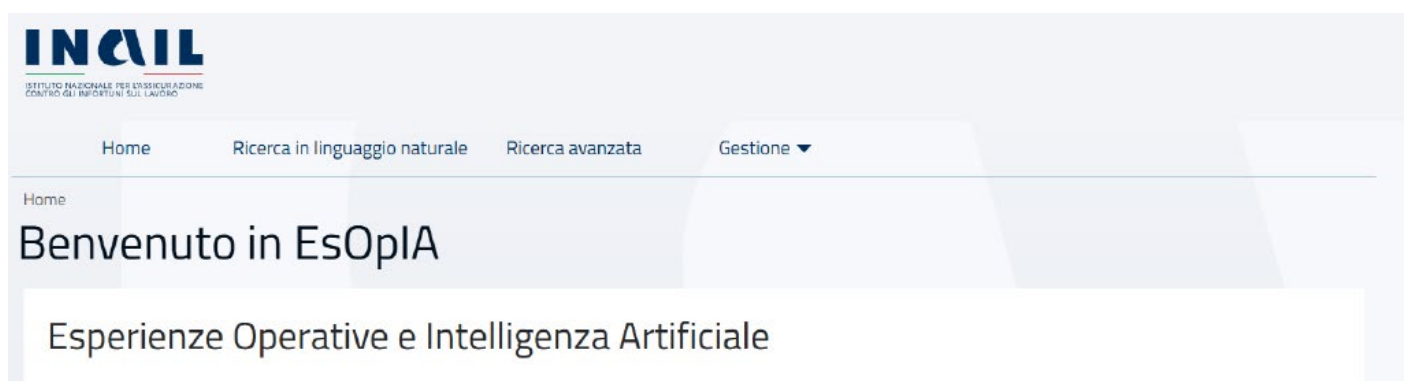 INAIL
ISTITUTO NAZIONALE PER L'ASSICURAZIONE
CONTRO GLI INFORTUNI SUL LAVORO
Home Ricerca in linguaggio naturale Ricerca avanzata Gestione
Home
Benvenuto in EsOpIA
Esperienze Operative e Intelligenza Artificiale